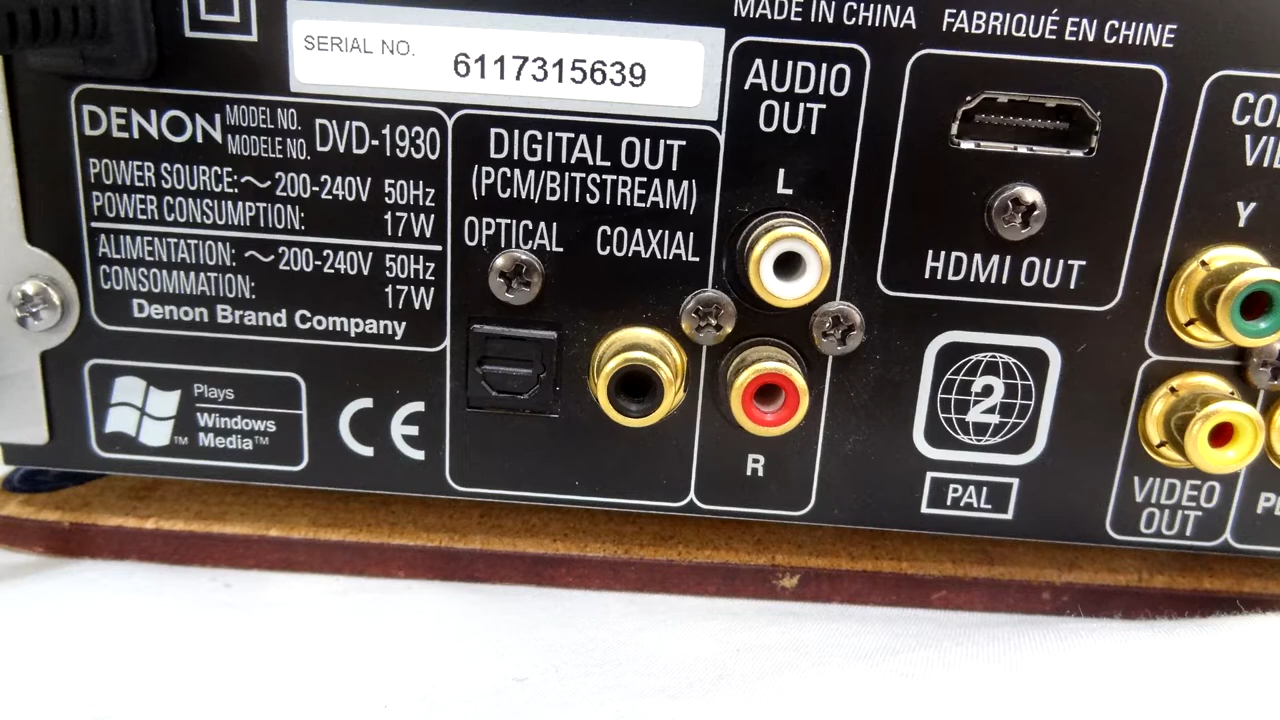 MADE IN CHINA FABRIQUÉ EN CHINE
SERIAL NO. 6117315639
DENON MODEL NO. MODELE NO. DVD-1930
POWER SOURCE:~200-240V 50Hz
POWER CONSUMPTION: 17W
ALIMENTATION: ~200-240V 50Hz
CONSOMMATION: 17W
Denon Brand Company
Plays
Windows
Media™
™
CE
DIGITAL OUT
(PCM/BITSTREAM)
OPTICAL COAXIAL
AUDIO
OUT
L
R
HDMI OUT
2
PAL
Y
VIDEO
OUT